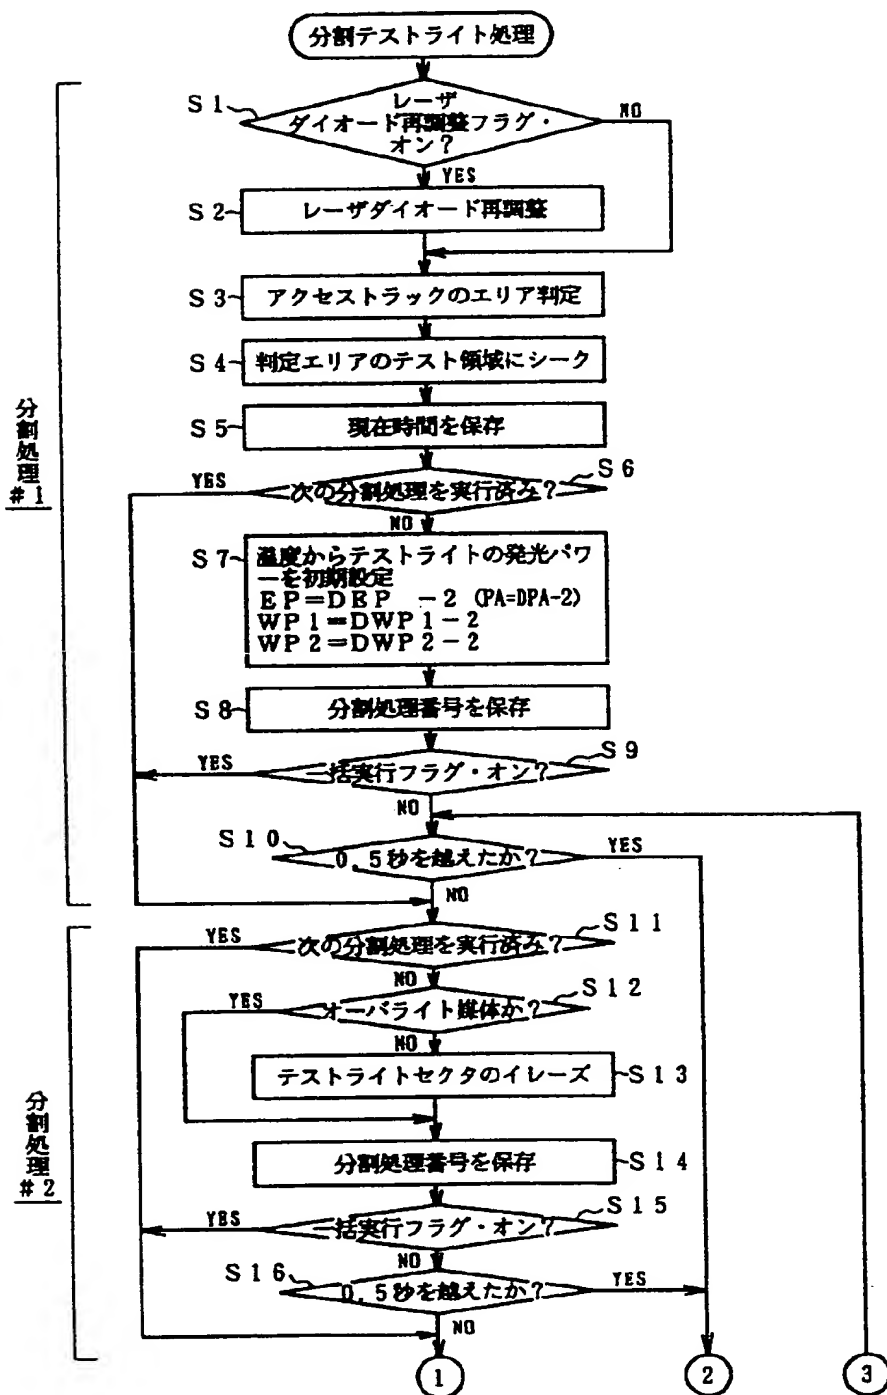 分割テストライト処理
S1
レーザ
ダイオード再調整フラグ・
オン?
NO
YES
S2
レーザダイオード再調整
S3
アクセストラックのエリア判定
S4
判定エリアのテスト領域にシーク
S5
現在時間を保存
分割処理
#1
S6
YES
次の分割処理を実行済み?
NO
S7
温度からテストライトの発光パワ
ーを初期設定
EP=DEP -2 (PA=DPA-2)
WP1=DWP1-2
WP2=DWP2-2
S8
分割処理番号を保存
S9
YES
一括実行フラグ・オン?
NO
S10
0.5秒を越えたか?
YES
NO
S11
YES
次の分割処理を実行済み?
NO
S12
YES
オーバライト媒体か?
NO
テストライトセクタのイレーズ
S13
分割処理
#2
分割処理番号を保存
S14
S15
YES
一括実行フラグ・オン?
NO
S16
0.5秒を越えたか?
YES
NO
1
2
3